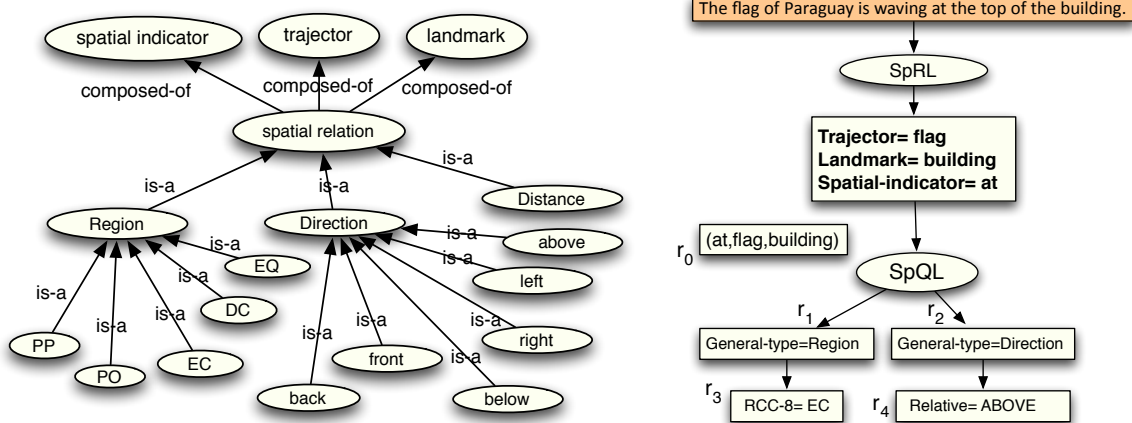 spatial indicator
trajector
landmark
composed-of
composed-of
composed-of
spatial relation
is-a
is-a
is-a
Region
Direction
Distance
is-a
is-a
is-a
is-a
is-a
EQ
DC
PP
PO
EC
is-a
is-a
is-a
is-a
is-a
is-a
above
left
right
front
back
below
The flag of Paraguay is waving at the top of the building.
SpRL
Trajector= flag
Landmark= building
Spatial-indicator= at
r0
(at,flag,building)
SpQL
r1
r2
General-type=Region
General-type=Direction
r3
RCC-8= EC
r4
Relative= ABOVE